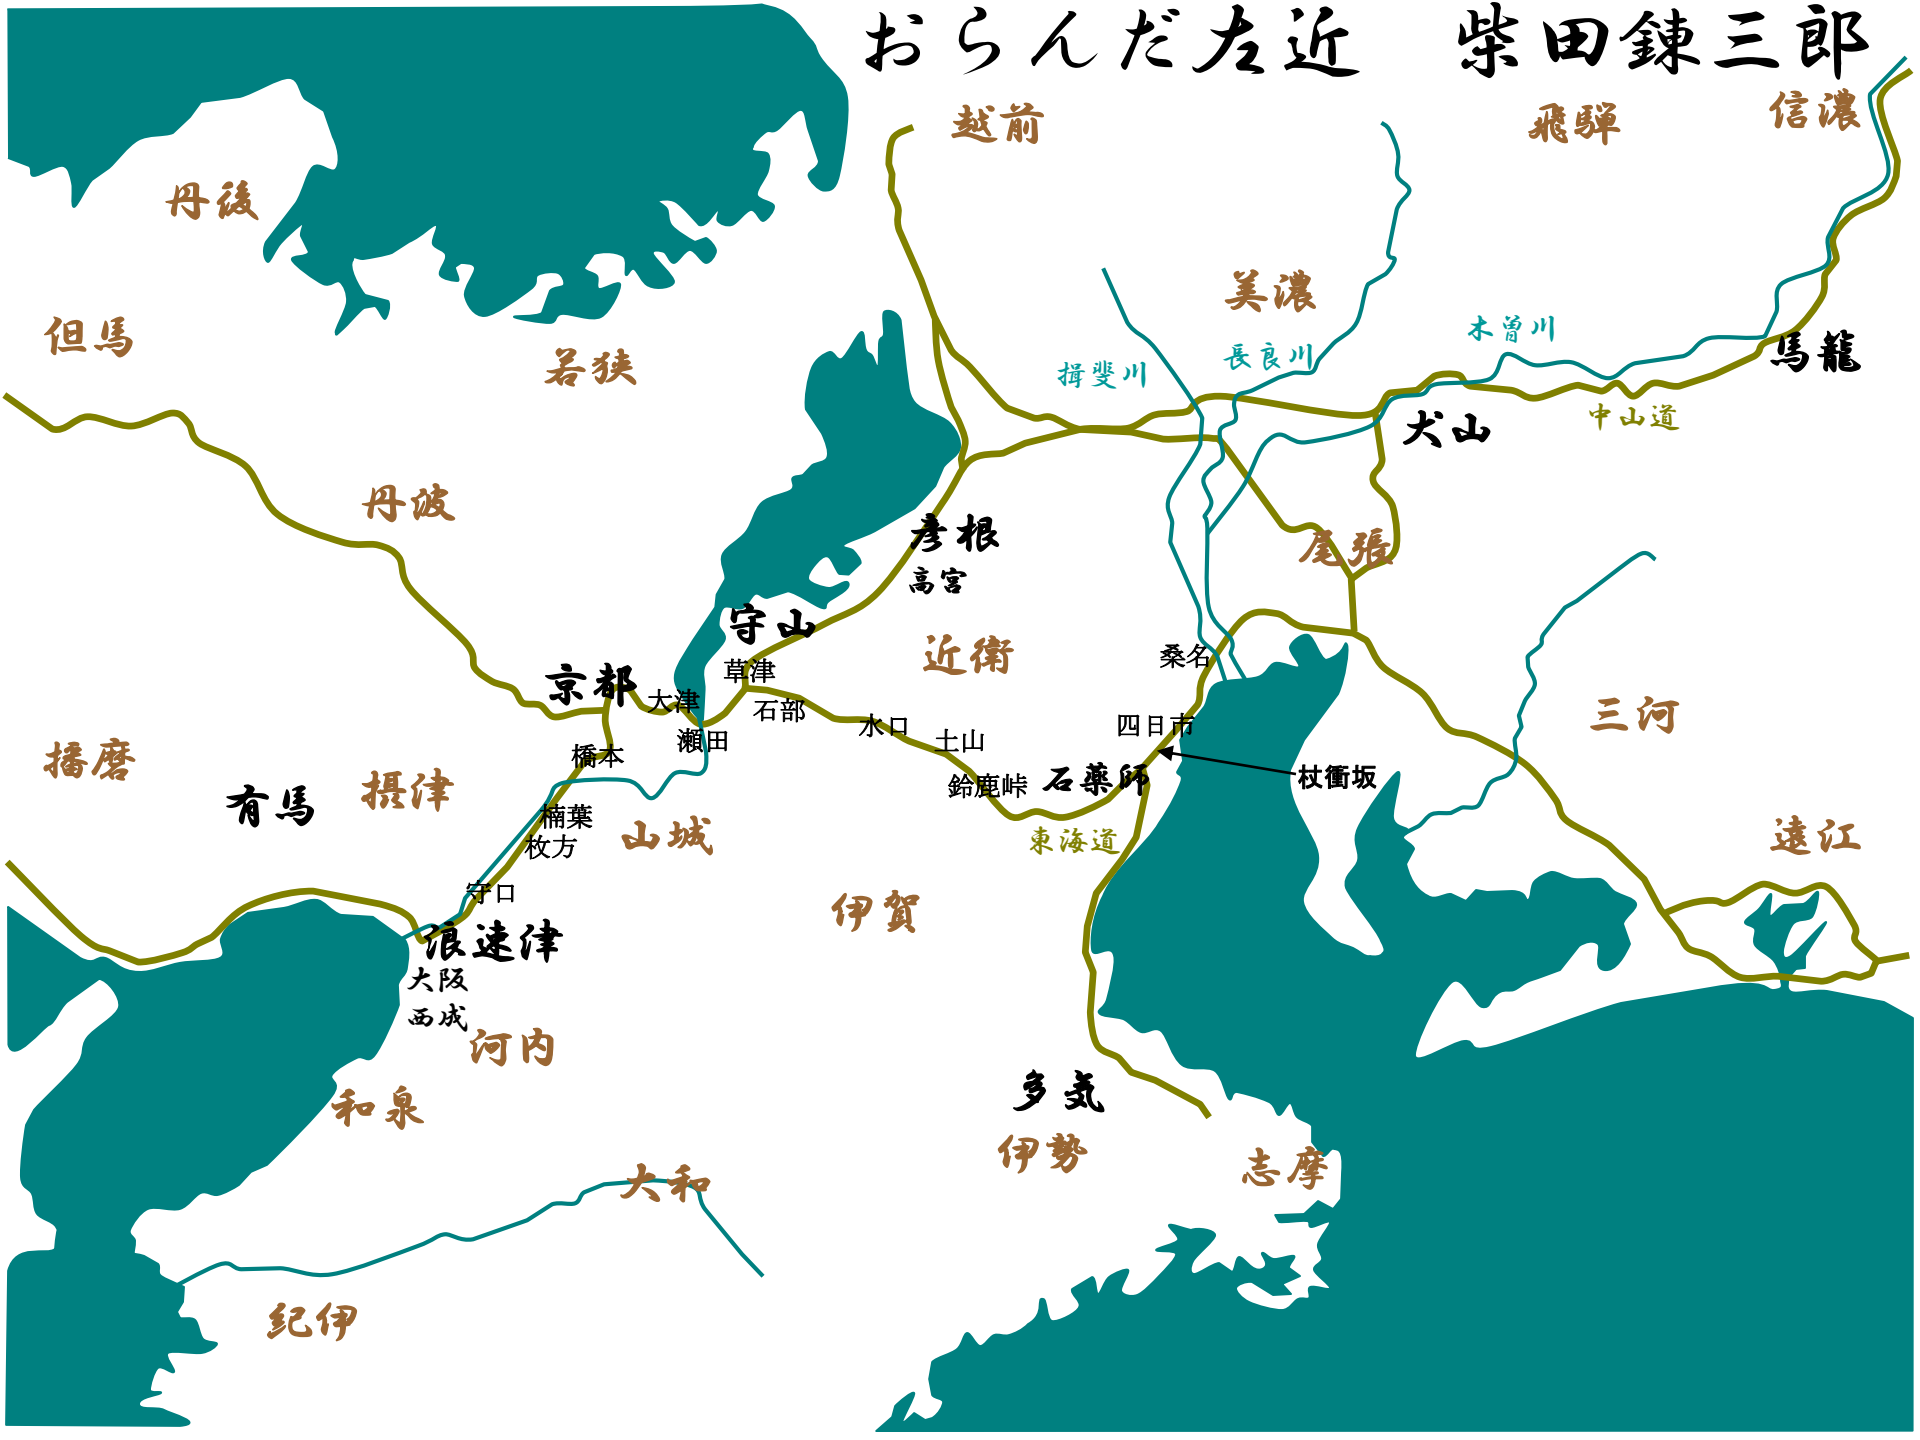 おらんだ左近　柴田錬三郎
越前
飛騨
信濃
丹後
美濃
但馬
若狭
揖斐川
長良川
木曽川
馬籠
中山道
犬山
丹波
彦根
高宮
尾張
守山
近衛
桑名
草津
京都
大津
石部
三河
水口
四日市
瀬田
土山
橋本
播磨
石薬師
杖衝坂
鈴鹿峠
有馬
摂津
楠葉
山城
東海道
遠江
枚方
守口
伊賀
浪速津
大阪
西成
河内
多気
和泉
伊勢
志摩
大和
紀伊